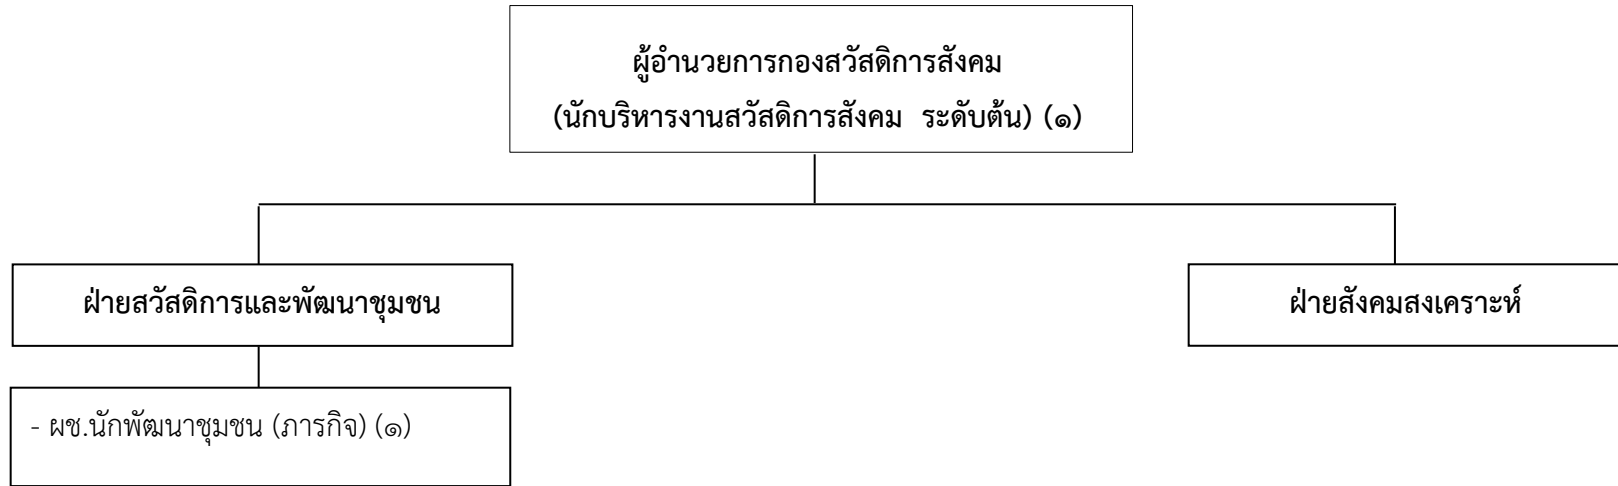 ผู้อำนวยการกองสวัสดิการสังคม
(นักบริหารงานสวัสดิการสังคม ระดับต้น) (๑)
ฝ่ายสวัสดิการและพัฒนาชุมชน
ฝ่ายสังคมสงเคราะห์
- ผช.นักพัฒนาชุมชน (ภารกิจ) (๑)